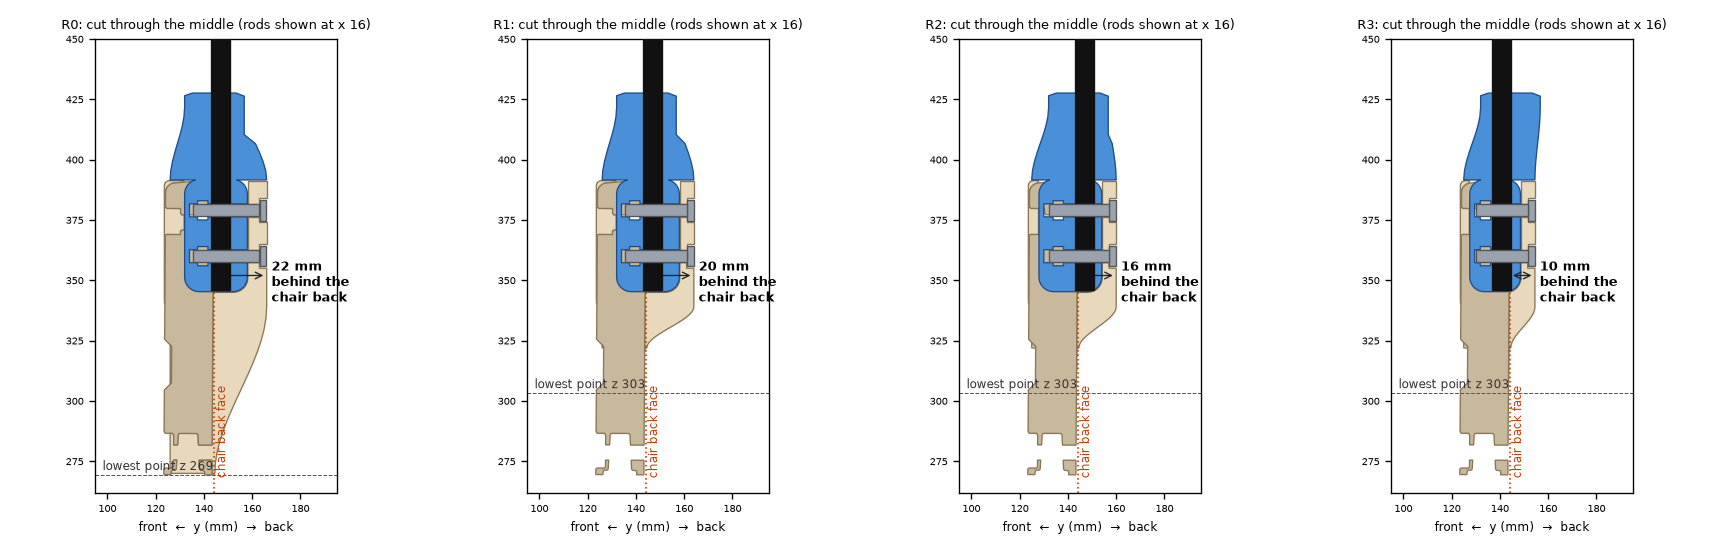 R0: cut through the middle (rods shown at x 16)
450
425
400
375
350
325
300
275
22 mm
behind the
chair back
chair back face
lowest point z 269
100
120
140
160
180
front ← y (mm) → back
R1: cut through the middle (rods shown at x 16)
450
425
400
375
350
325
300
275
20 mm
behind the
chair back
lowest point z 303
chair back face
100
120
140
160
180
front ← y (mm) → back
R2: cut through the middle (rods shown at x 16)
450
425
400
375
350
325
300
275
16 mm
behind the
chair back
lowest point z 303
chair back face
100
120
140
160
180
front ← y (mm) → back
R3: cut through the middle (rods shown at x 16)
450
425
400
375
350
325
300
275
10 mm
behind the
chair back
lowest point z 303
chair back face
100
120
140
160
180
front ← y (mm) → back